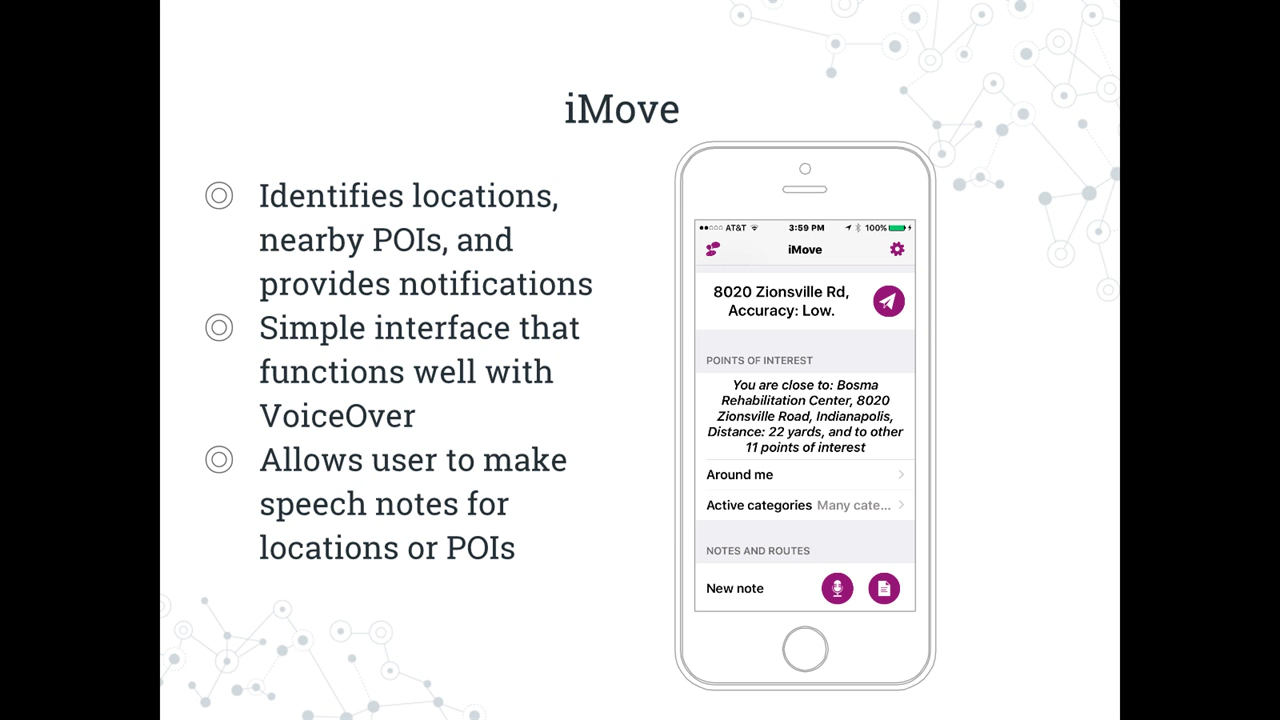 iMove
Identifies locations,
nearby POIs, and
provides notifications
Simple interface that
functions well with
VoiceOver
Allows user to make
speech notes for
locations or POIs
AT&T 3:59 PM 100%
iMove
8020 Zionsville Rd,
Accuracy: Low.
POINTS OF INTEREST
You are close to: Bosma
Rehabilitation Center, 8020
Zionsville Road, Indianapolis,
Distance: 22 yards, and to other
11 points of interest
Around me
Active categories Many cate...
NOTES AND ROUTES
New note